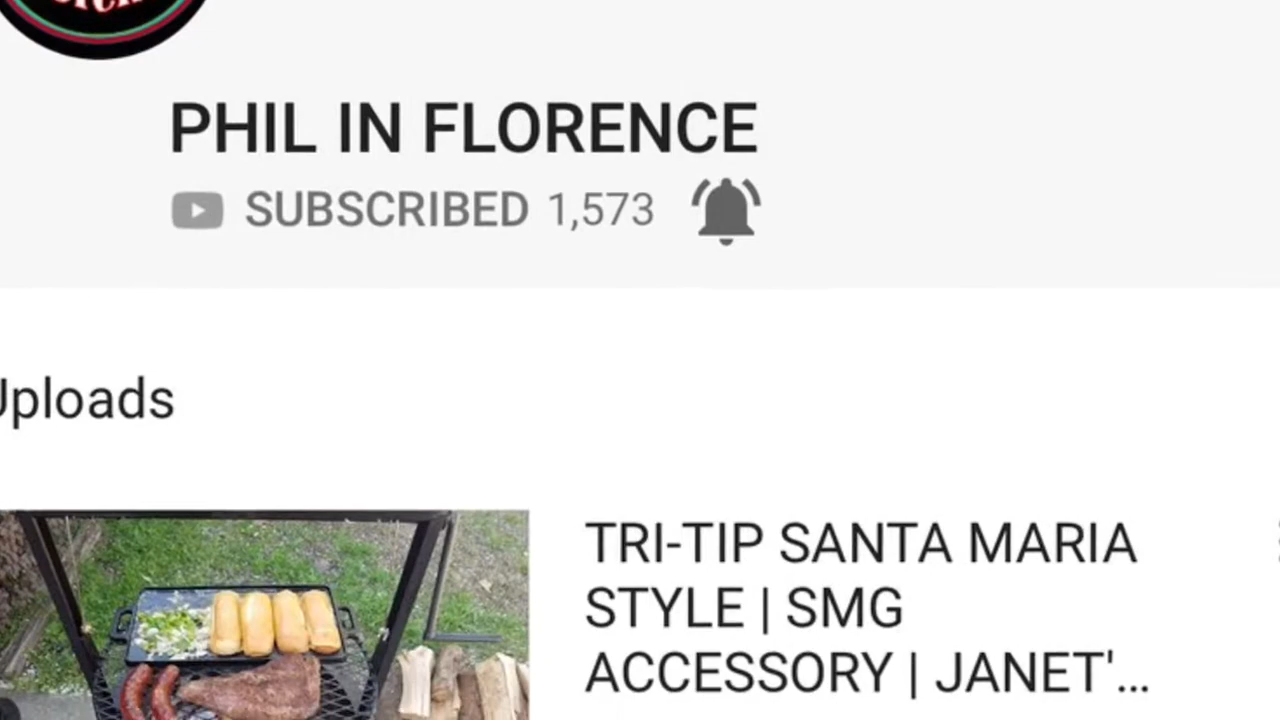 PHIL IN FLORENCE
SUBSCRIBED 1,573
Uploads
TRI-TIP SANTA MARIA
STYLE | SMG
ACCESSORY | JANET'...